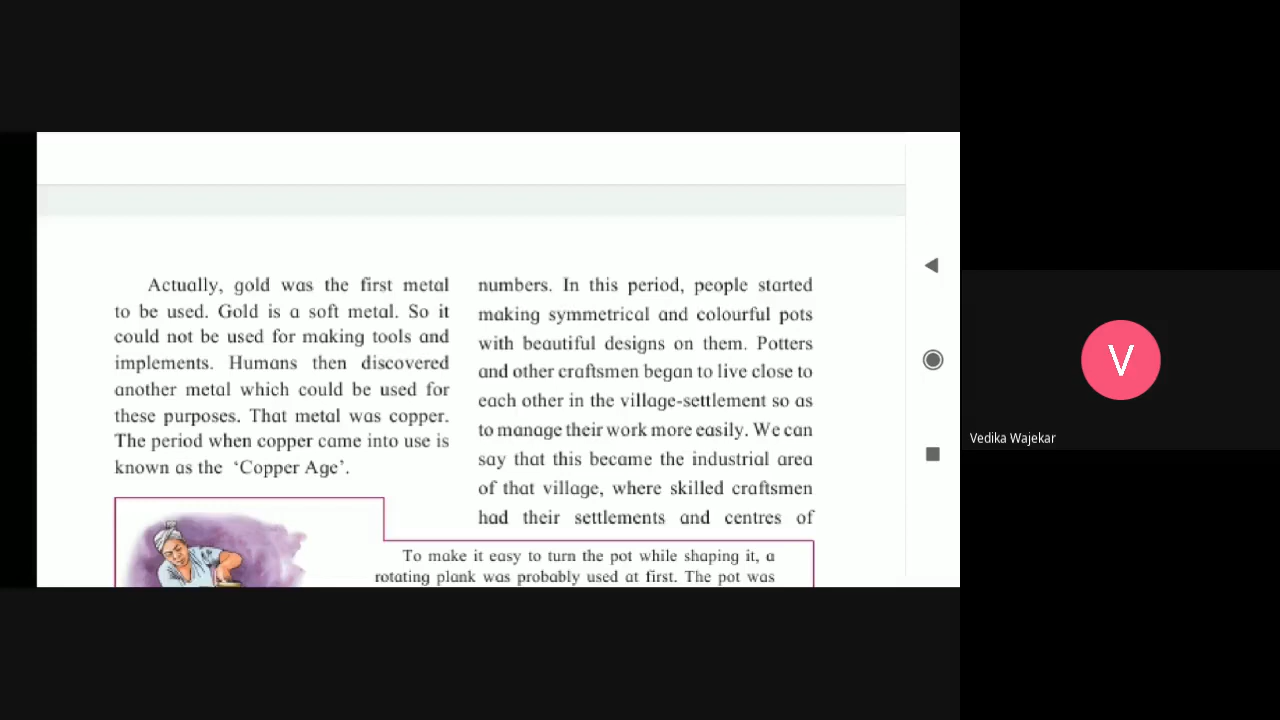 Actually, gold was the first metal
to be used. Gold is a soft metal. So it
could not be used for making tools and
implements. Humans then discovered
another metal which could be used for
these purposes. That metal was copper.
The period when copper came into use is
known as the ‘Copper Age’.
numbers. In this period, people started
making symmetrical and colourful pots
with beautiful designs on them. Potters
and other craftsmen began to live close to
each other in the village-settlement so as
to manage their work more easily. We can
say that this became the industrial area
of that village, where skilled craftsmen
had their settlements and centres of
To make it easy to turn the pot while shaping it, a
rotating plank was probably used at first. The pot was
V
Vedika Wajekar